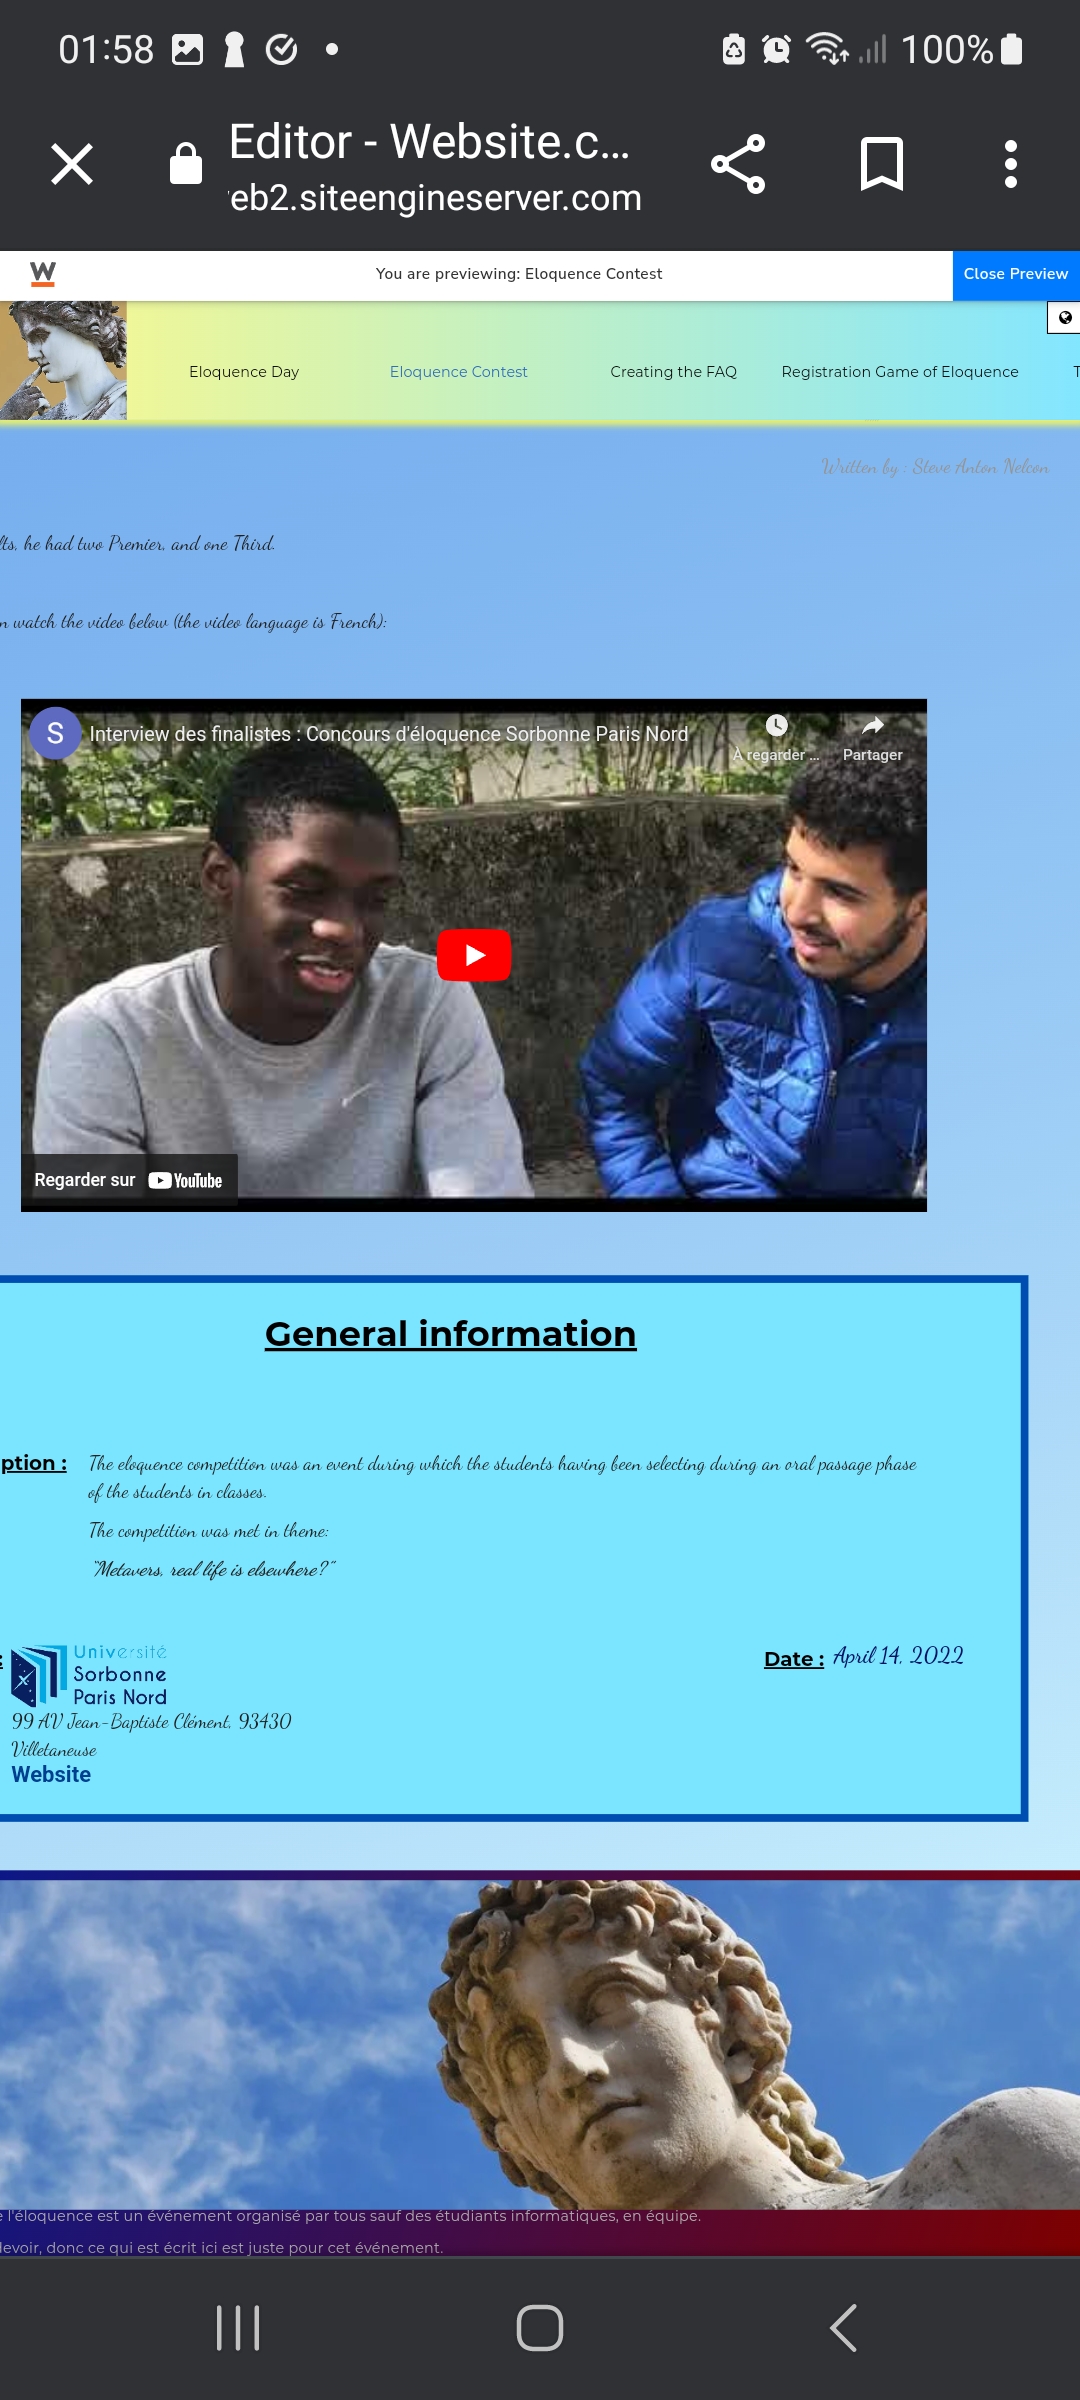 01:58
100%
Editor - Website.c...
eb2.siteengineserver.com
W
You are previewing: Eloquence Contest
Close Preview
Eloquence Day
Eloquence Contest
Creating the FAQ
Registration Game of Eloquence
T
Written by : Steve Anton Nelcon
lts, he had two Premier, and one Third.
n watch the video below (the video language is French):
S
Interview des finalistes : Concours d'éloquence Sorbonne Paris Nord
À regarder ...
Partager
Regarder sur YouTube
General information
ption :
The eloquence competition was an event during which the students having been selecting during an oral passage phase
of the students in classes.
The competition was met in theme:
"Metavers, real life is elsewhere?"
:
Université
Sorbonne
Paris Nord
Date : April 14, 2022
99 AV Jean-Baptiste Clément, 93430
Villetaneuse
Website
e l'éloquence est un événement organisé par tous sauf des étudiants informatiques, en équipe.
devoir, donc ce qui est écrit ici est juste pour cet événement.